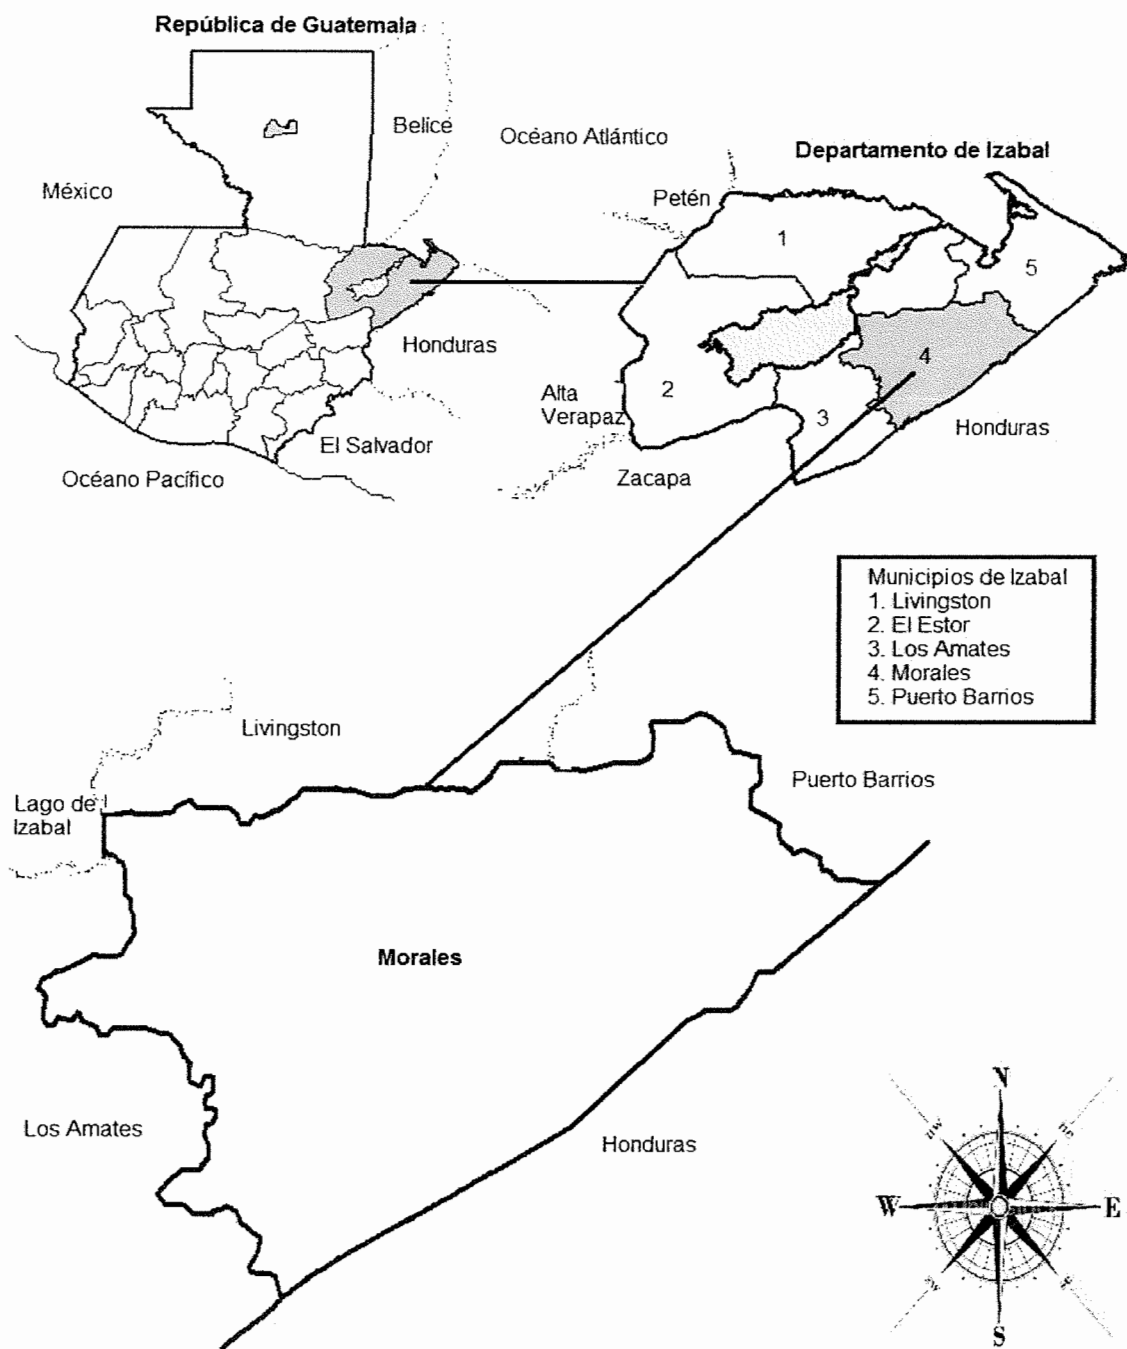 República de Guatemala
Belice
Océano Atlántico
Departamento de Izabal
México
Petén
1
5
Honduras
4
2
Alta
Verapaz
3
El Salvador
Honduras
Océano Pacífico
Zacapa
Municipios de Izabal
1. Livingston
2. El Estor
3. Los Amates
4. Morales
5. Puerto Barrios
Livingston
Puerto Barrios
Lago de
Izabal
Morales
Los Amates
Honduras
N
W
E
S